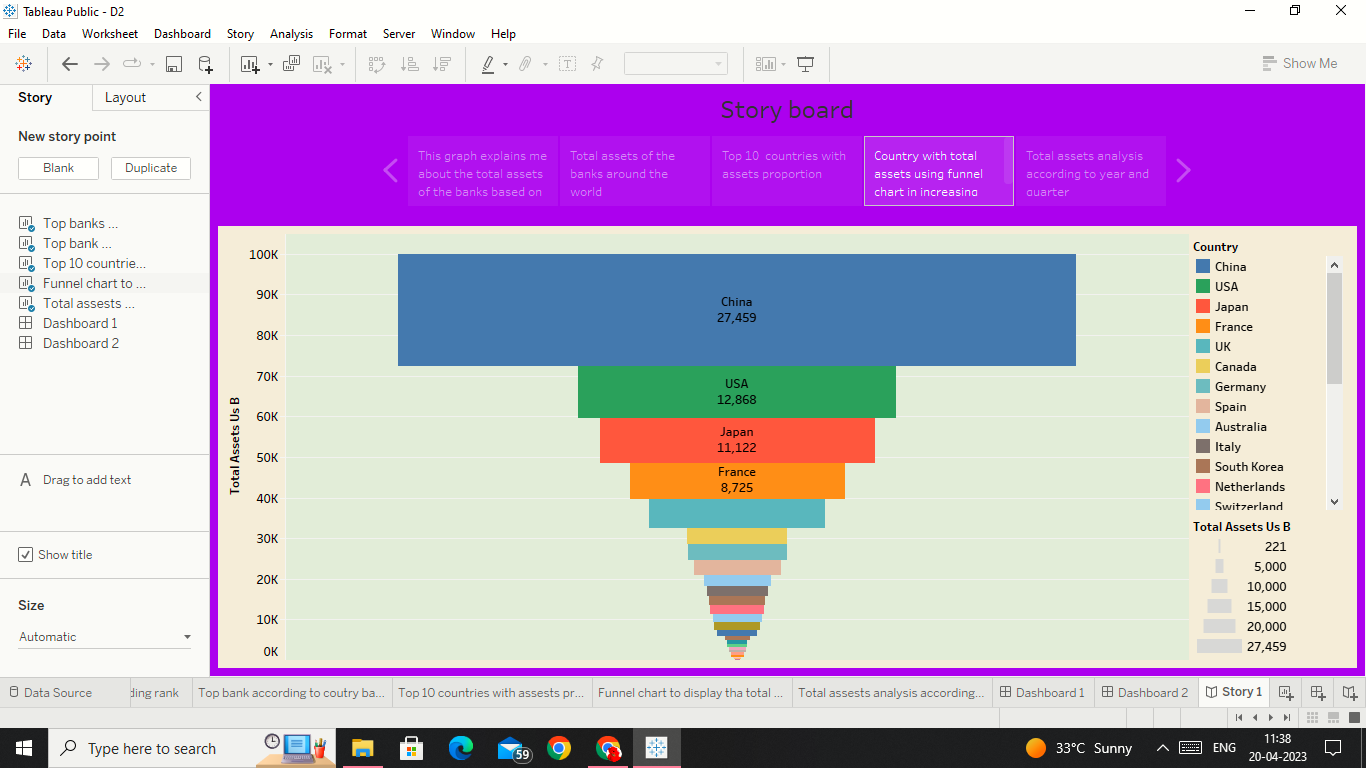 Tableau Public - D2
File Data Worksheet Dashboard Story Analysis Format Server Window Help
Show Me
Story Layout
New story point
Blank Duplicate
Top banks ...
Top bank ...
Top 10 countrie...
Funnel chart to ...
Total assests ...
Dashboard 1
Dashboard 2
A Drag to add text
Show title
Size
Automatic
Story board
This graph explains me
about the total assets
of the banks based on
Total assets of the
banks around the
world
Top 10 countries with
assets proportion
Country with total
assets using funnel
chart in increasing
Total assets analysis
according to year and
quarter
Total Assets Us B
100K
90K
80K
70K
60K
50K
40K
30K
20K
10K
0K
China
27,459
USA
12,868
Japan
11,122
France
8,725
Country
China
USA
Japan
France
UK
Canada
Germany
Spain
Australia
Italy
South Korea
Netherlands
Switzerland
Total Assets Us B
221
5,000
10,000
15,000
20,000
27,459
Data Source ding rank Top bank according to coutry ba... Top 10 countries with assests pr... Funnel chart to display tha total ... Total assests analysis according... Dashboard 1 Dashboard 2 Story 1
Type here to search 59 33°C Sunny ENG 11:38
20-04-2023